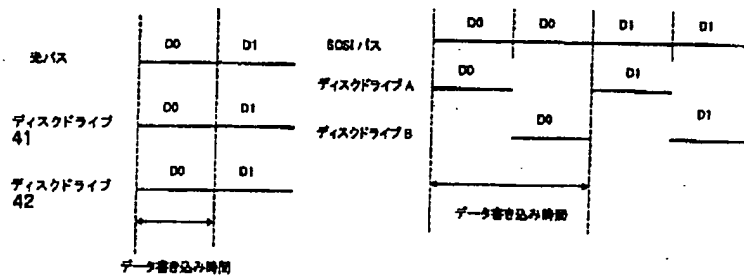 D0 D1
光バス
D0 D1
ディスクドライブ
41
D0 D1
ディスクドライブ
42
データ書き込み時間
D0 D0 D1 D1
SCSIバス
D0 D1
ディスクドライブA
D0 D1
ディスクドライブB
データ書き込み時間